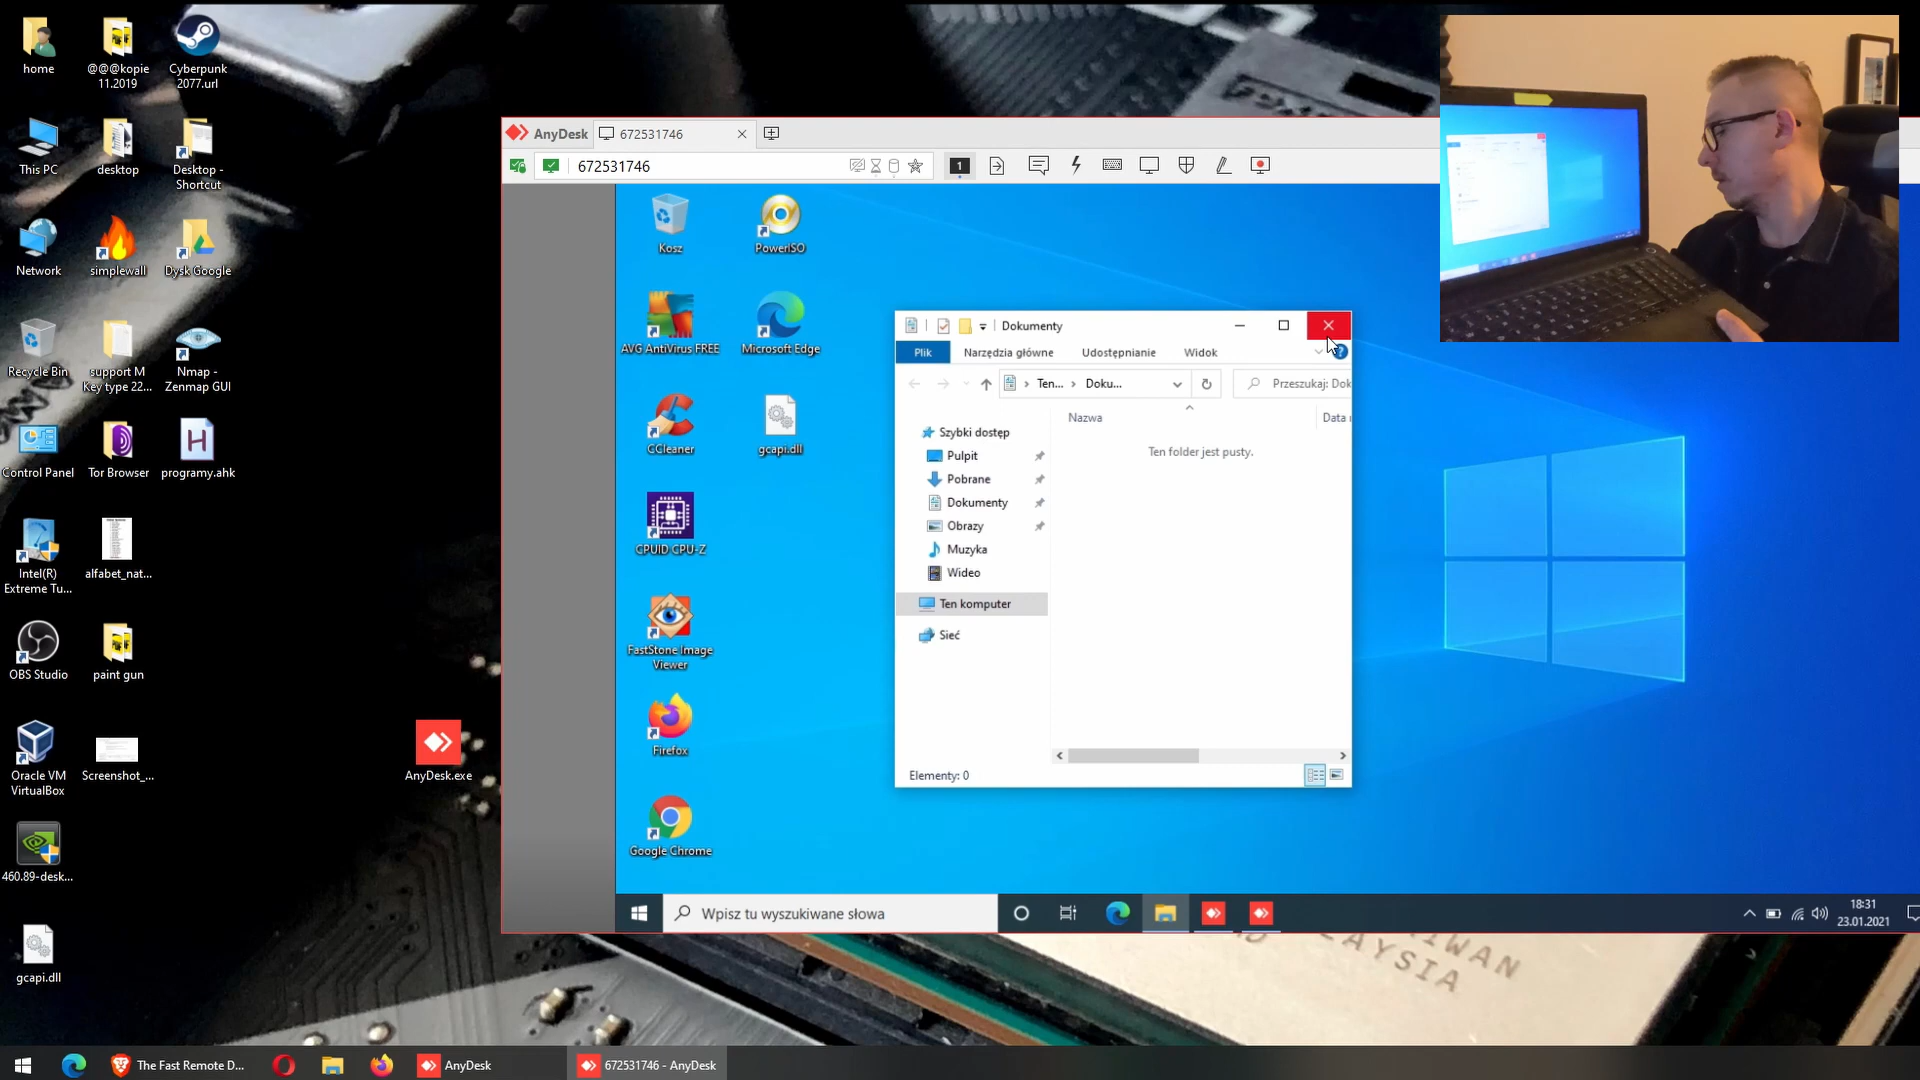 home
@@@kopie
11.2019
Cyberpunk
2077.url
This PC
desktop
Desktop -
Shortcut
Network
simplewall
Dysk Google
Recycle Bin
support M
Key type 22...
Nmap -
Zenmap GUI
Control Panel
Tor Browser
programy.ahk
Intel(R)
Extreme Tu...
alfabet_nat...
OBS Studio
paint gun
Oracle VM
VirtualBox
Screenshot_...
AnyDesk.exe
460.89-desk...
gcapi.dll
AnyDesk
672531746
672531746
1
Kosz
PowerISO
AVG AntiVirus FREE
Microsoft Edge
CCleaner
gcapi.dll
CPUID CPU-Z
FastStone Image
Viewer
Firefox
Google Chrome
Dokumenty
Plik
Narzędzia główne
Udostępnianie
Widok
Ten...
Doku...
Przeszukaj: Dok
Nazwa
Data
Szybki dostęp
Ten folder jest pusty.
Pulpit
Pobrane
Dokumenty
Obrazy
Muzyka
Wideo
Ten komputer
Sieć
Elementy: 0
Wpisz tu wyszukiwane słowa
18:31
23.01.2021
The Fast Remote D...
AnyDesk
672531746 - AnyDesk